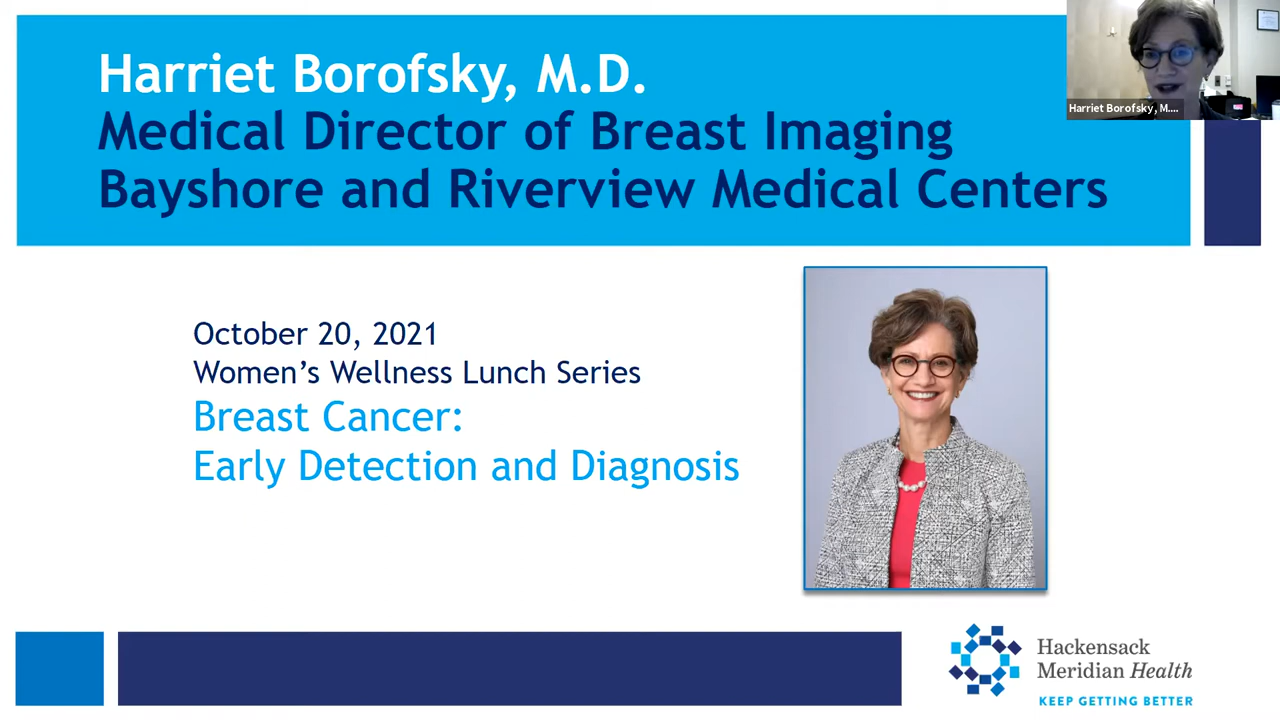 Harriet Borofsky, M.D.
Medical Director of Breast Imaging
Bayshore and Riverview Medical Centers
Harriet Borofsky, M....
October 20, 2021
Women's Wellness Lunch Series
Breast Cancer:
Early Detection and Diagnosis
Hackensack
Meridian Health
KEEP GETTING BETTER